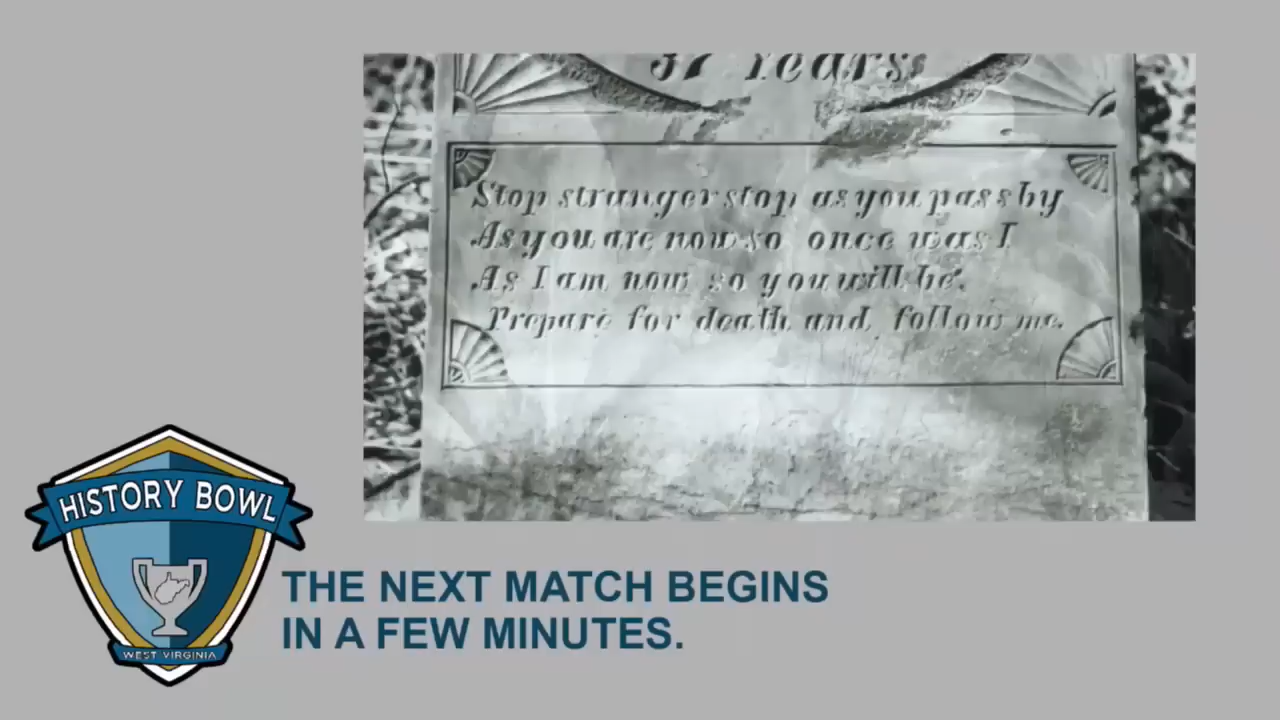 37 Years
Stop stranger stop as you pass by
As you are now so once was I
As I am now so you will be,
Prepare for death and follow me.
HISTORY BOWL
WEST VIRGINIA
THE NEXT MATCH BEGINS
IN A FEW MINUTES.